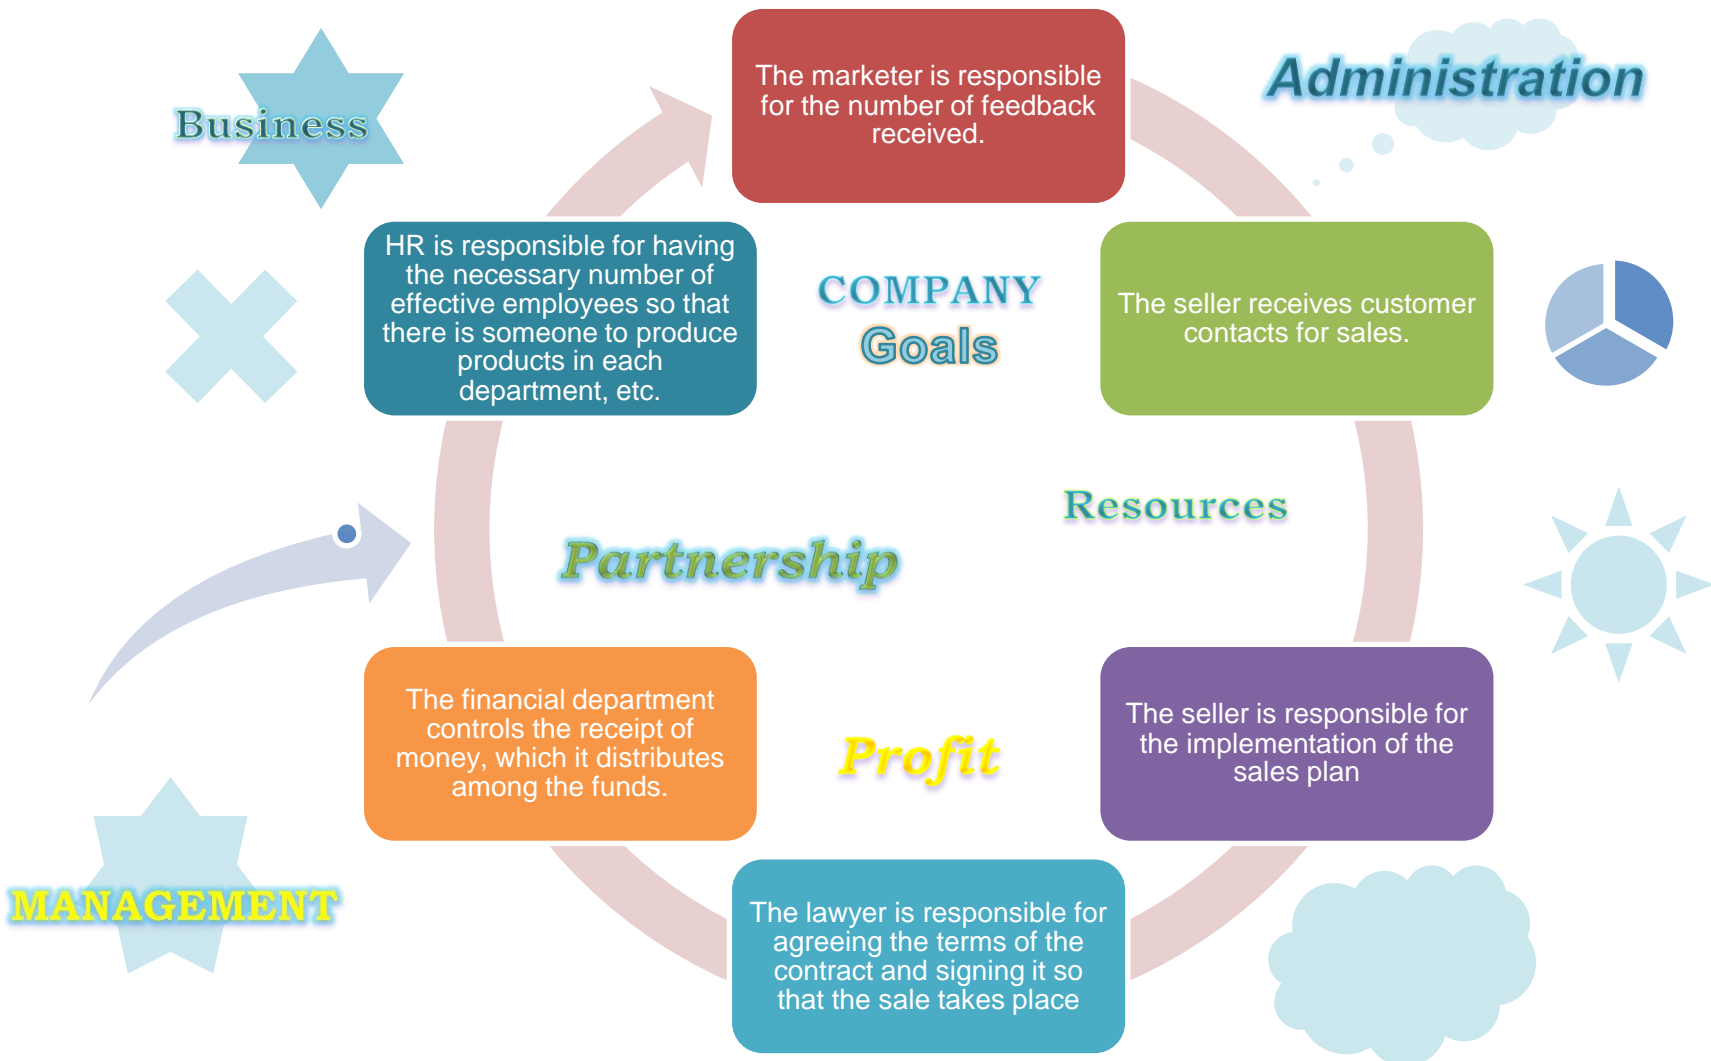 The marketer is responsible
for the number of feedback
received.
Administration
Business
HR is responsible for having
the necessary number of
effective employees so that
there is someone to produce
products in each
department, etc.
COMPANY
Goals
The seller receives customer
contacts for sales.
Resources
Partnership
The financial department
controls the receipt of
money, which it distributes
among the funds.
Profit
The seller is responsible for
the implementation of the
sales plan
MANAGEMENT
The lawyer is responsible for
agreeing the terms of the
contract and signing it so
that the sale takes place